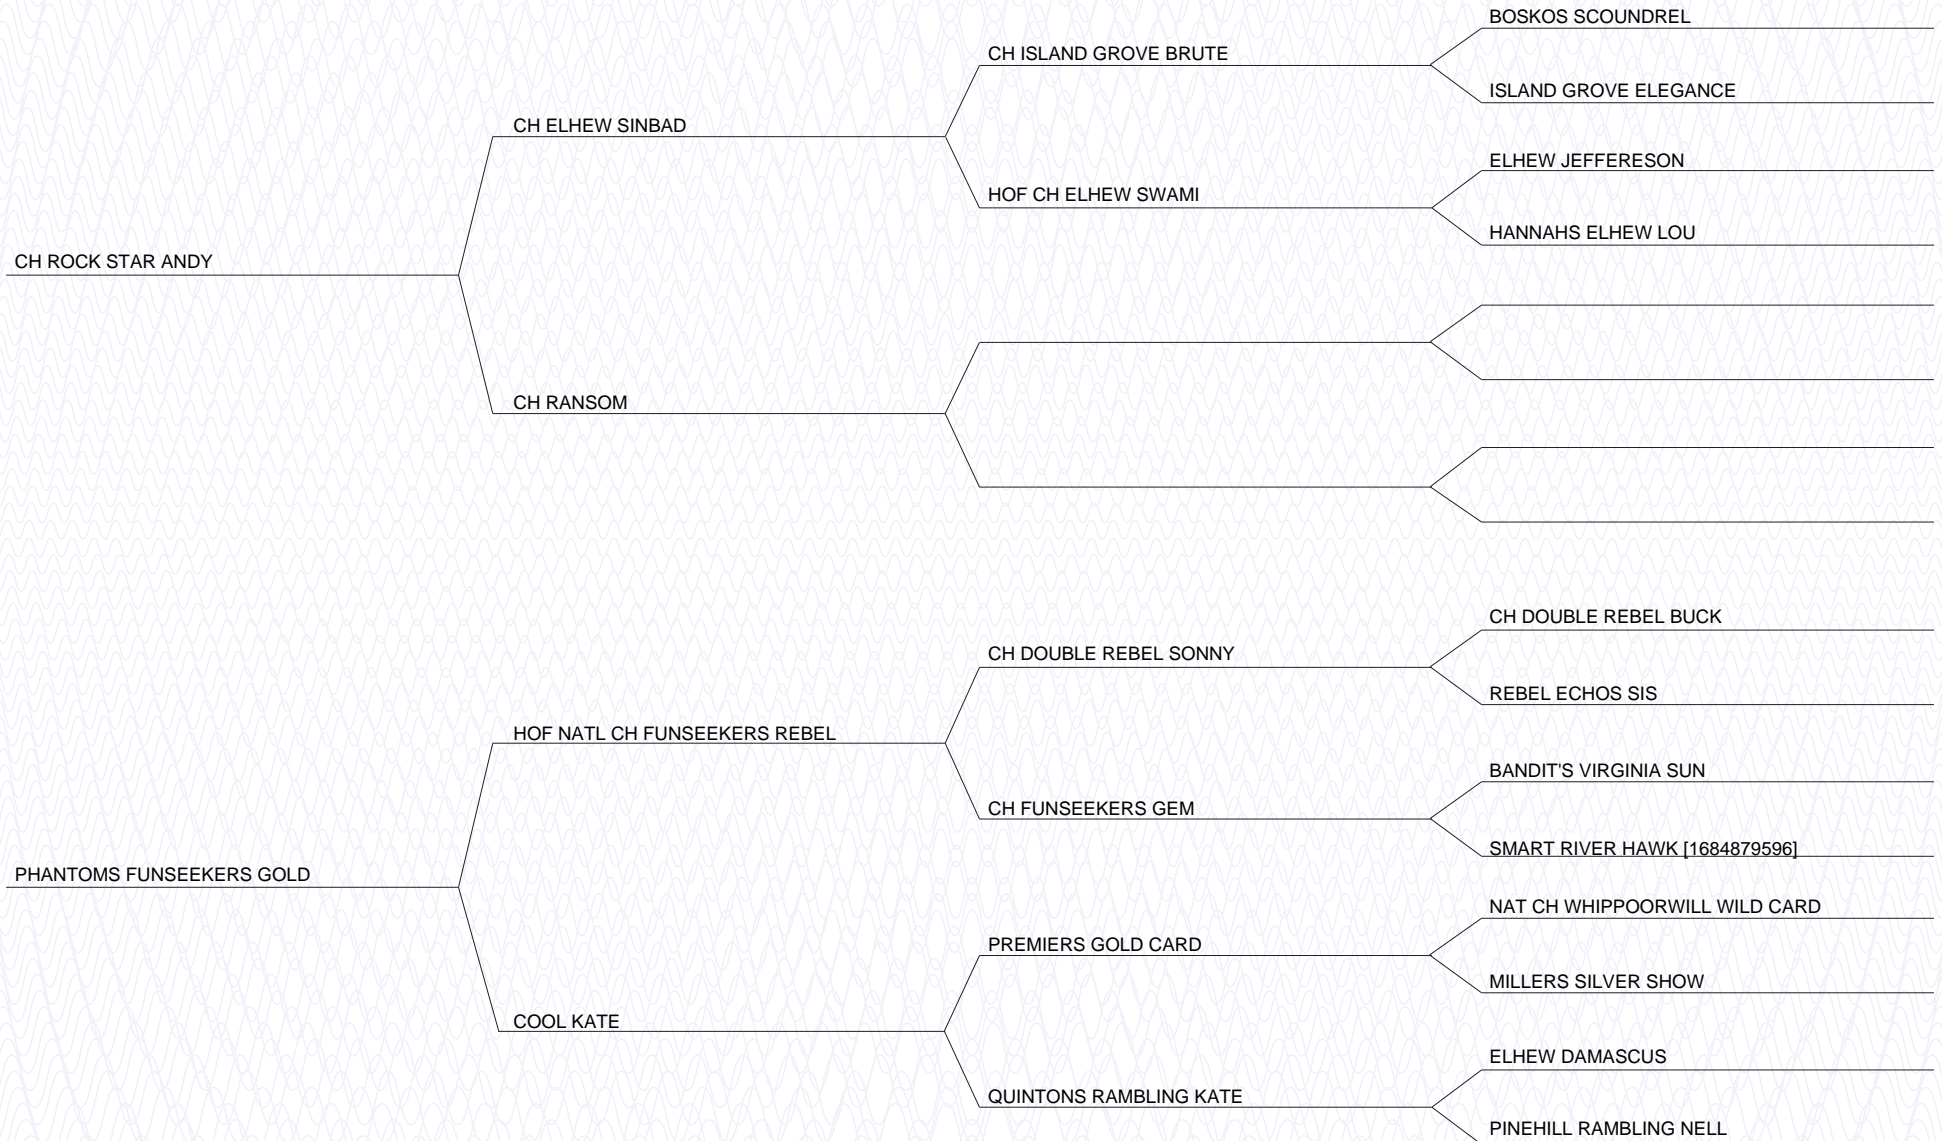 BOSKOS SCOUNDREL
CH ISLAND GROVE BRUTE
ISLAND GROVE ELEGANCE
CH ELHEW SINBAD
ELHEW JEFFERESON
HOF CH ELHEW SWAMI
HANNAHS ELHEW LOU
CH ROCK STAR ANDY
CH RANSOM
CH DOUBLE REBEL BUCK
CH DOUBLE REBEL SONNY
REBEL ECHOS SIS
HOF NATL CH FUNSEEKERS REBEL
BANDIT'S VIRGINIA SUN
CH FUNSEEKERS GEM
SMART RIVER HAWK [1684879596]
PHANTOMS FUNSEEKERS GOLD
NAT CH WHIPPOORWILL WILD CARD
PREMIERS GOLD CARD
MILLERS SILVER SHOW
COOL KATE
ELHEW DAMASCUS
QUINTONS RAMBLING KATE
PINEHILL RAMBLING NELL